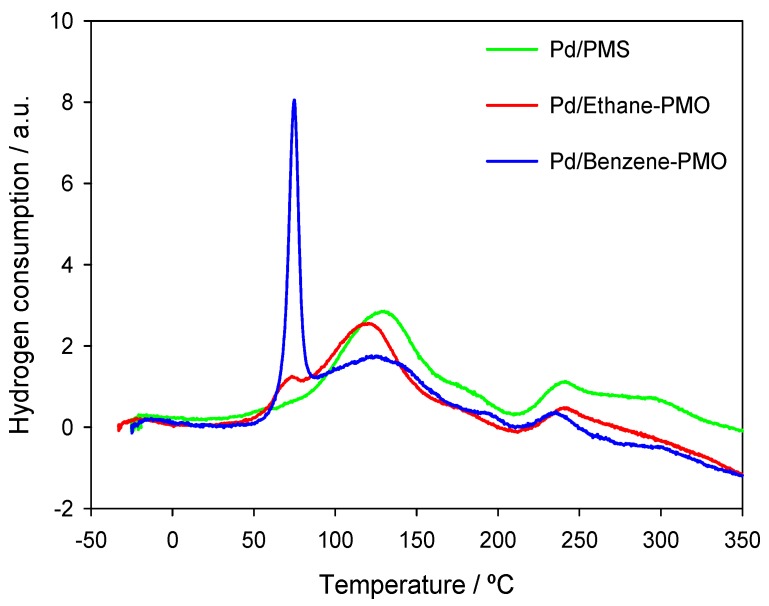 10
8
6
4
2
0
-2
Hydrogen consumption / a.u.
Pd/PMS
Pd/Ethane-PMO
Pd/Benzene-PMO
-50 0 50 100 150 200 250 300 350
Temperature / ºC